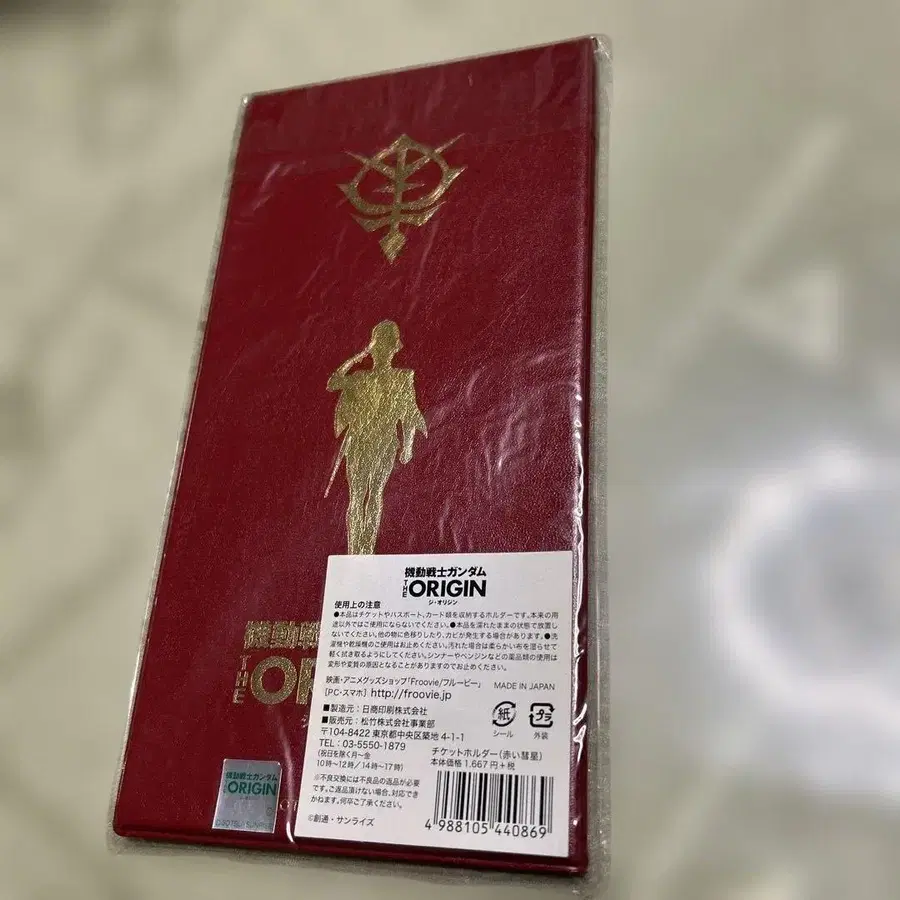 機動戦士ガンダム
THE ORIGIN
ジ・オリジン
使用上の注意
●本品はチケットやパスポート、カード類を収納するホルダーです。本来の用
途以外ではご使用にならないでください。●本品を濡れたままの状態で放置し
ないでください。他の物に色移りしたり、カビが発生する場合があります。●洗
濯機や乾燥機のご使用はお止めください。汚れた場合は柔らかい布を湿らせて
軽く拭き取るようにしてください。シンナーやベンジンなどの薬品類の使用は
変形や変質の原因となることがありますのでお止めください。
映画・アニメグッズショップ「Froovie/フルービー」
[PC・スマホ] http://froovie.jp
MADE IN JAPAN
■製造元：日商印刷株式会社
■販売元：松竹株式会社事業部
〒104-8422 東京都中央区築地 4-1-1
TEL：03-5550-1879
(祝日を除く月〜金
10時〜12時/14時〜17時)
紙
シール
プラ
外装
チケットホルダー(赤い彗星)
本体価格 1,667円+税
※不良交換には不良品の返品が必要
です。ご返品頂けない場合、対応でき
かねます。何卒ご了承ください。
©創通・サンライズ
4 988105 440869
機動戦
THE OR
機動戦士ガンダム
THE ORIGIN